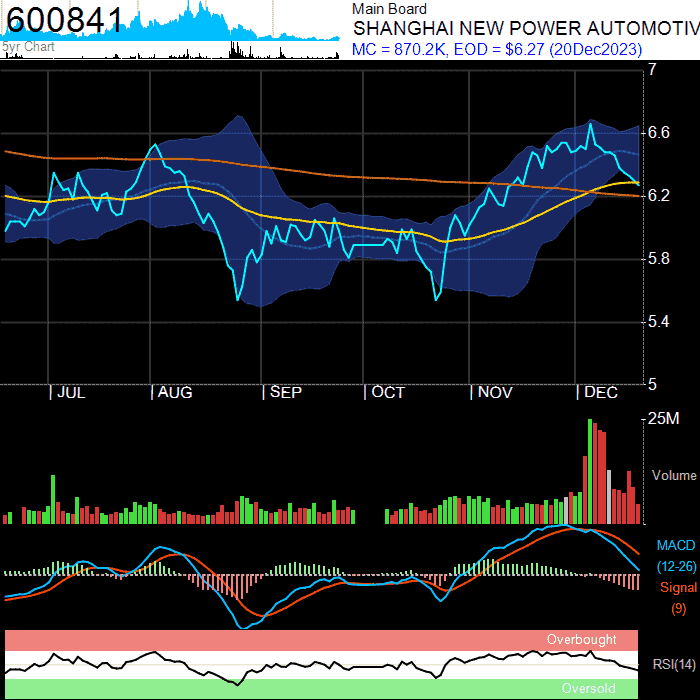 600841
5yr Chart
Main Board
SHANGHAI NEW POWER AUTOMOTIV
MC = 870.2K, EOD = $6.27 (20Dec2023)
7
6.6
6.2
5.8
5.4
5
JUL
AUG
SEP
OCT
NOV
DEC
25M
Volume
MACD
(12-26)
Signal
(9)
Overbought
RSI(14)
Oversold